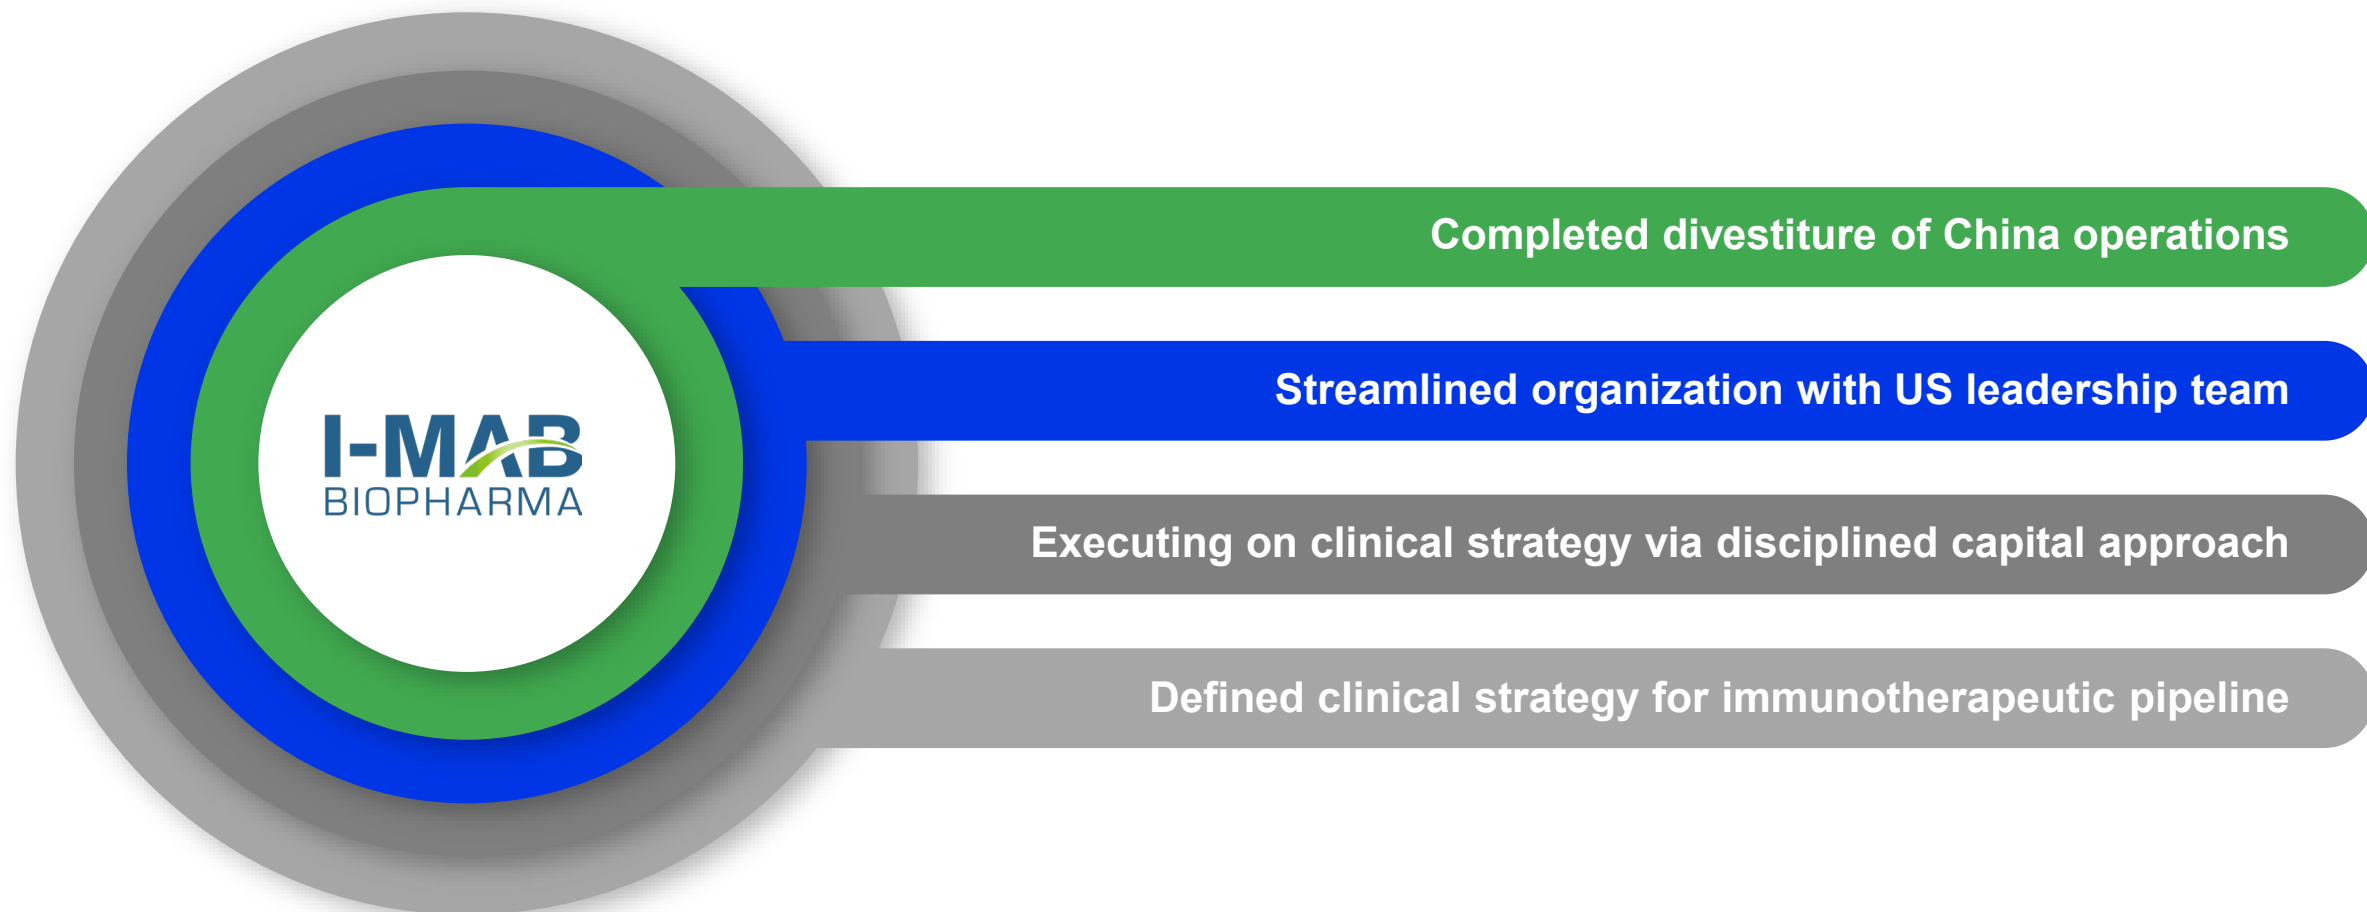 I-MAB
BIOPHARMA
Completed divestiture of China operations
Streamlined organization with US leadership team
Executing on clinical strategy via disciplined capital approach
Defined clinical strategy for immunotherapeutic pipeline